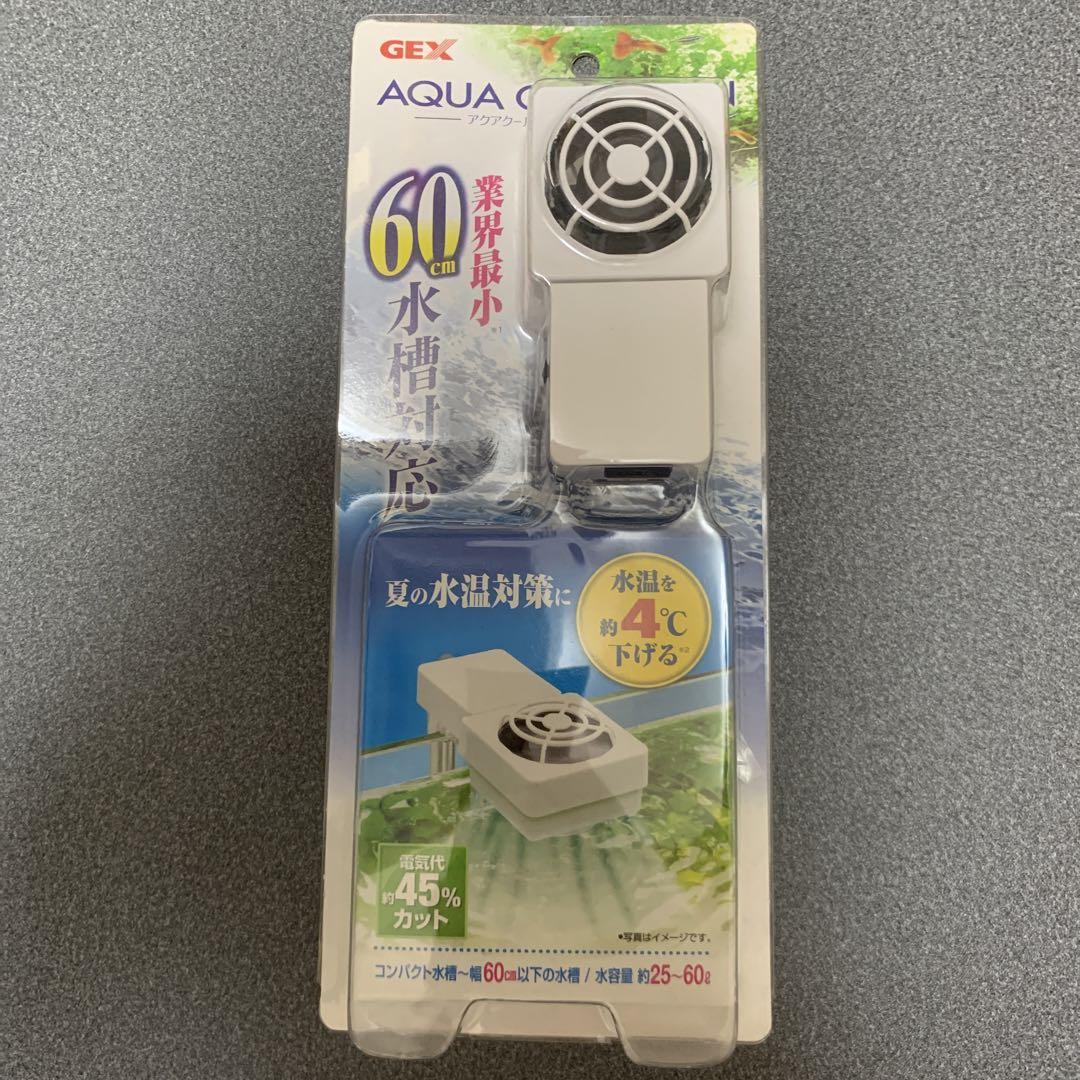 GEX
AQUA
アクアクール
業界最小
※1
60cm
水槽対応
夏の水温対策に
水温を
約4℃
下げる※2
電気代
約45%
カット
•写真はイメージです。
コンパクト水槽〜幅60cm以下の水槽 / 水容量 約25〜60ℓ